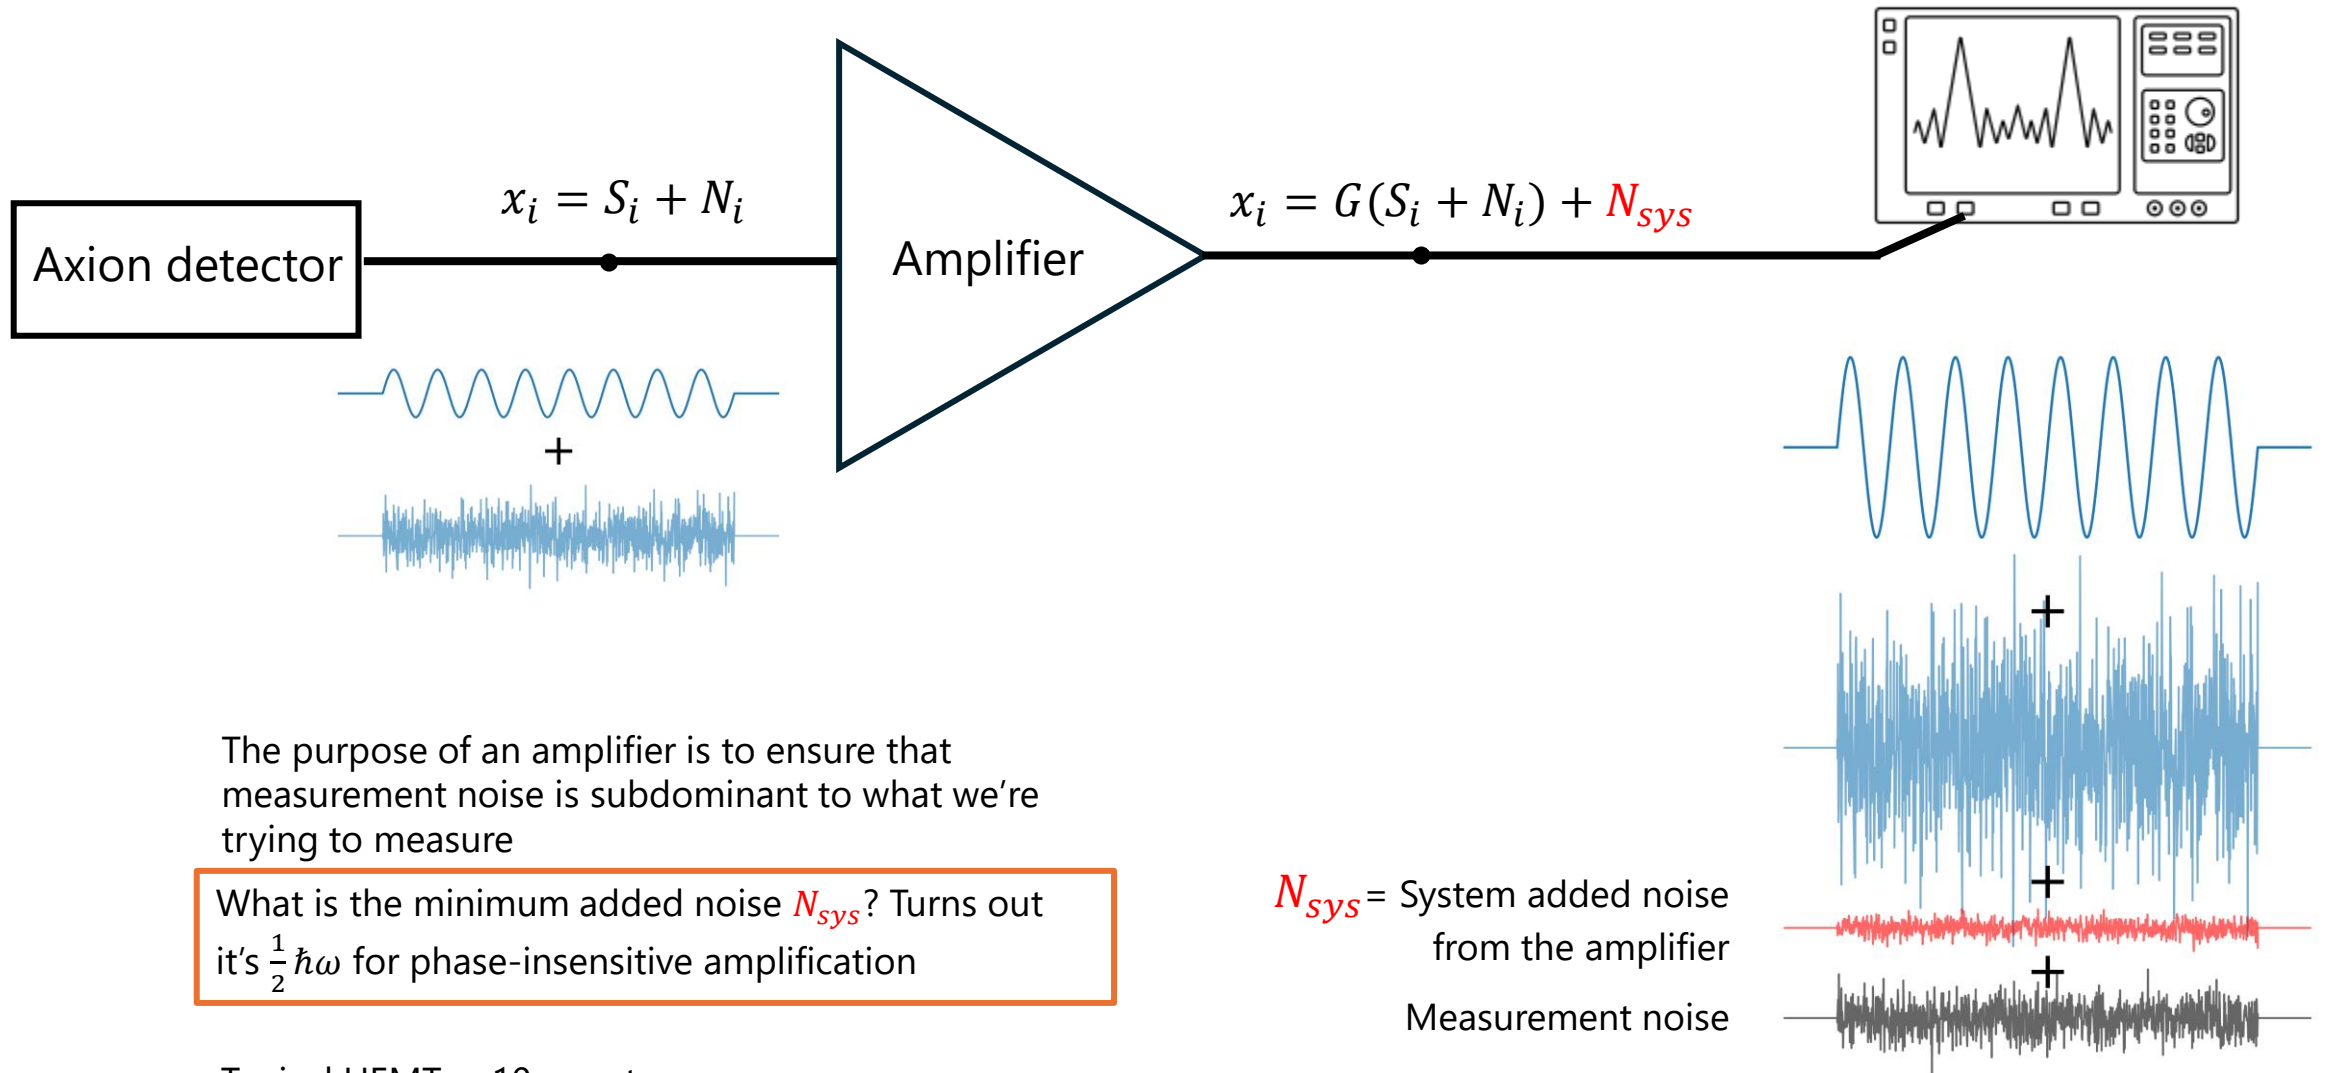 Axion detector
x_i = S_i + N_i
Amplifier
x_i = G(S_i + N_i) + N_sys
+
The purpose of an amplifier is to ensure that
measurement noise is subdominant to what we're
trying to measure
What is the minimum added noise N_sys? Turns out
it's 1/2 ℏω for phase-insensitive amplification
+
+
N_sys = System added noise
from the amplifier
+
Measurement noise